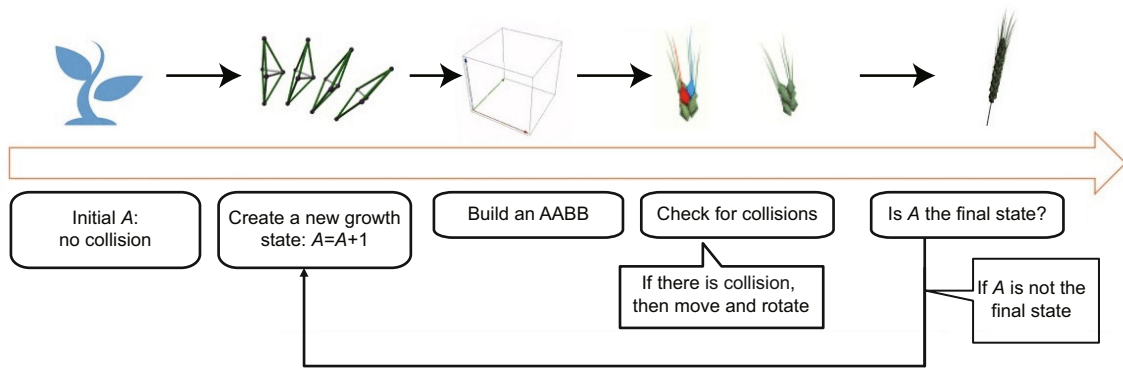 Initial A:
no collision
Create a new growth
state: A=A+1
Build an AABB
Check for collisions
Is A the final state?
If there is collision,
then move and rotate
If A is not the
final state